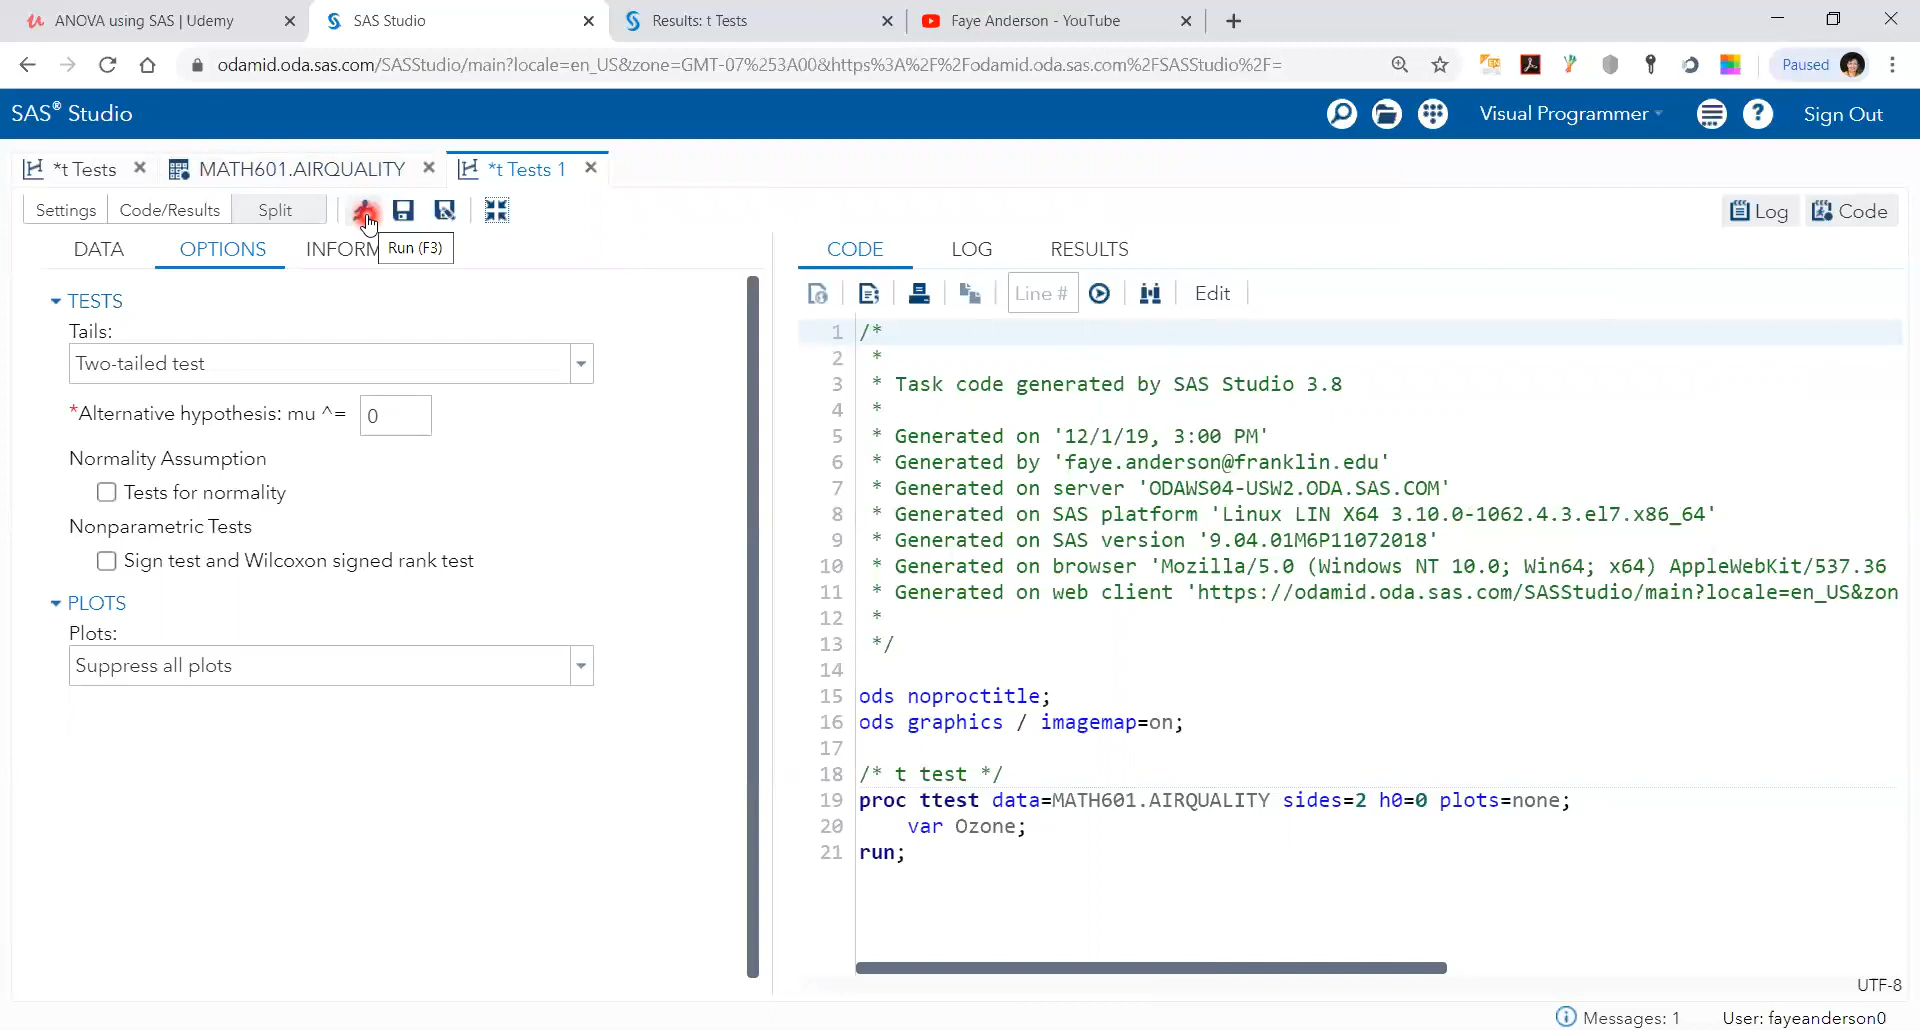 ANOVA using SAS | Udemy
SAS Studio
Results: t Tests
Faye Anderson - YouTube
odamid.oda.sas.com/SASStudio/main?locale=en_US&zone=GMT-07%253A00&https%3A%2F%2Fodamid.oda.sas.com%2FSASStudio%2F=
EN
Paused
SAS® Studio
Visual Programmer
Sign Out
*t Tests
MATH601.AIRQUALITY
*t Tests 1
Settings
Code/Results
Split
Log
Code
Run (F3)
DATA
OPTIONS
INFORM
CODE
LOG
RESULTS
Line #
Edit
TESTS
Tails:
Two-tailed test
*Alternative hypothesis: mu ^= 0
Normality Assumption
Tests for normality
Nonparametric Tests
Sign test and Wilcoxon signed rank test
PLOTS
Plots:
Suppress all plots
1 /*
2 *
3 * Task code generated by SAS Studio 3.8
4 *
5 * Generated on '12/1/19, 3:00 PM'
6 * Generated by 'faye.anderson@franklin.edu'
7 * Generated on server 'ODAWS04-USW2.ODA.SAS.COM'
8 * Generated on SAS platform 'Linux LIN X64 3.10.0-1062.4.3.el7.x86_64'
9 * Generated on SAS version '9.04.01M6P11072018'
10 * Generated on browser 'Mozilla/5.0 (Windows NT 10.0; Win64; x64) AppleWebKit/537.36
11 * Generated on web client 'https://odamid.oda.sas.com/SASStudio/main?locale=en_US&zon
12 *
13 */
14
15 ods noproctitle;
16 ods graphics / imagemap=on;
17
18 /* t test */
19 proc ttest data=MATH601.AIRQUALITY sides=2 h0=0 plots=none;
20 var Ozone;
21 run;
UTF-8
Messages: 1
User: fayeanderson0